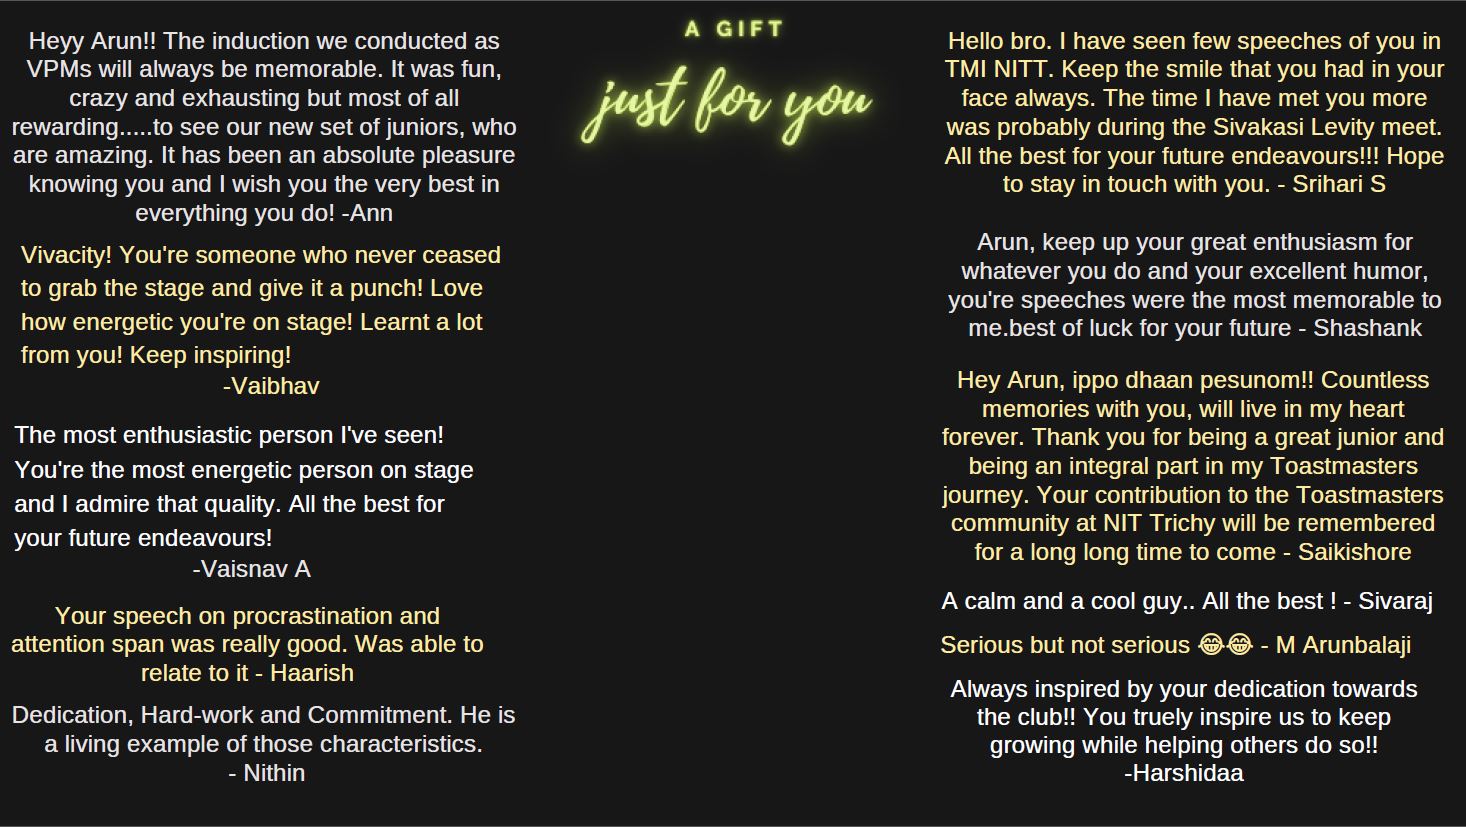 A GIFT
just for you
Heyy Arun!! The induction we conducted as
VPMs will always be memorable. It was fun,
crazy and exhausting but most of all
rewarding.....to see our new set of juniors, who
are amazing. It has been an absolute pleasure
knowing you and I wish you the very best in
everything you do! -Ann
Vivacity! You're someone who never ceased
to grab the stage and give it a punch! Love
how energetic you're on stage! Learnt a lot
from you! Keep inspiring!
-Vaibhav
The most enthusiastic person I've seen!
You're the most energetic person on stage
and I admire that quality. All the best for
your future endeavours!
-Vaisnav A
Your speech on procrastination and
attention span was really good. Was able to
relate to it - Haarish
Dedication, Hard-work and Commitment. He is
a living example of those characteristics.
- Nithin
Hello bro. I have seen few speeches of you in
TMI NITT. Keep the smile that you had in your
face always. The time I have met you more
was probably during the Sivakasi Levity meet.
All the best for your future endeavours!!! Hope
to stay in touch with you. - Srihari S
Arun, keep up your great enthusiasm for
whatever you do and your excellent humor,
you're speeches were the most memorable to
me.best of luck for your future - Shashank
Hey Arun, ippo dhaan pesunom!! Countless
memories with you, will live in my heart
forever. Thank you for being a great junior and
being an integral part in my Toastmasters
journey. Your contribution to the Toastmasters
community at NIT Trichy will be remembered
for a long long time to come - Saikishore
A calm and a cool guy.. All the best ! - Sivaraj
Serious but not serious 😂😂 - M Arunbalaji
Always inspired by your dedication towards
the club!! You truely inspire us to keep
growing while helping others do so!!
-Harshidaa